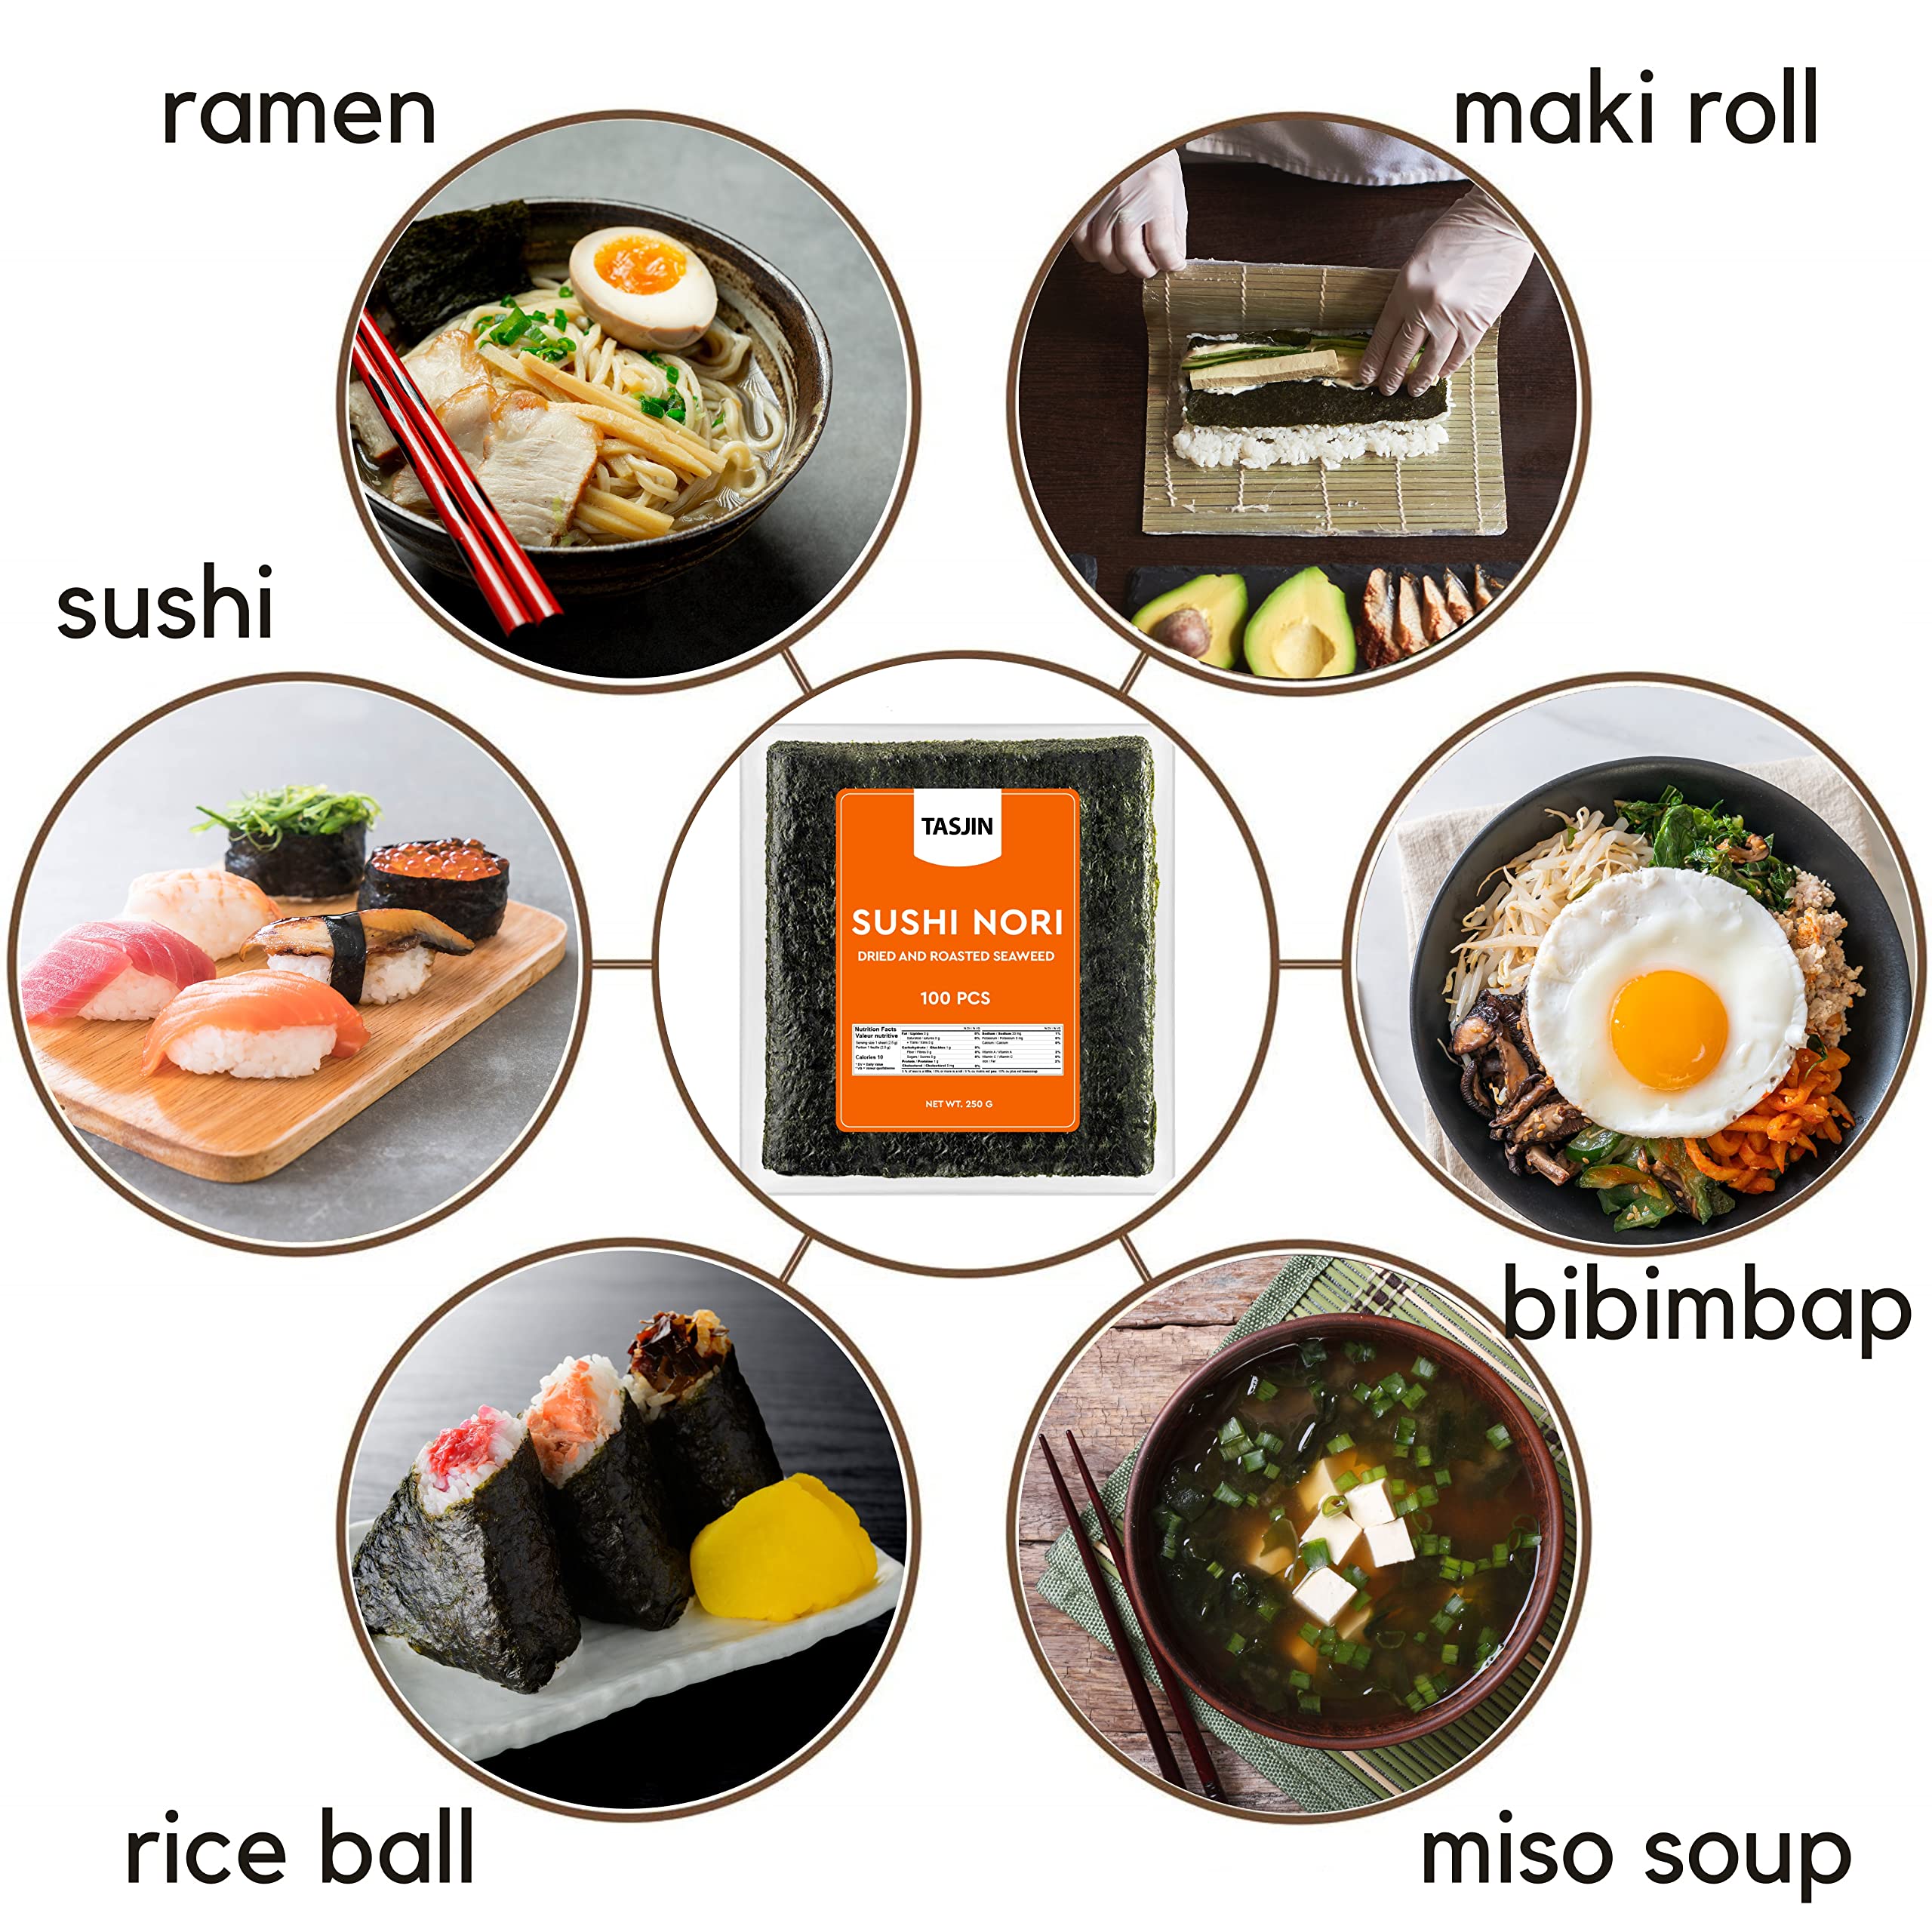 ramen
maki roll
sushi
TASJIN
SUSHI NORI
DRIED AND ROASTED SEAWEED
100 PCS
Nutrition Facts
Valeur nutritive
Calories 10
NET WT. 250 G
bibimbap
rice ball
miso soup